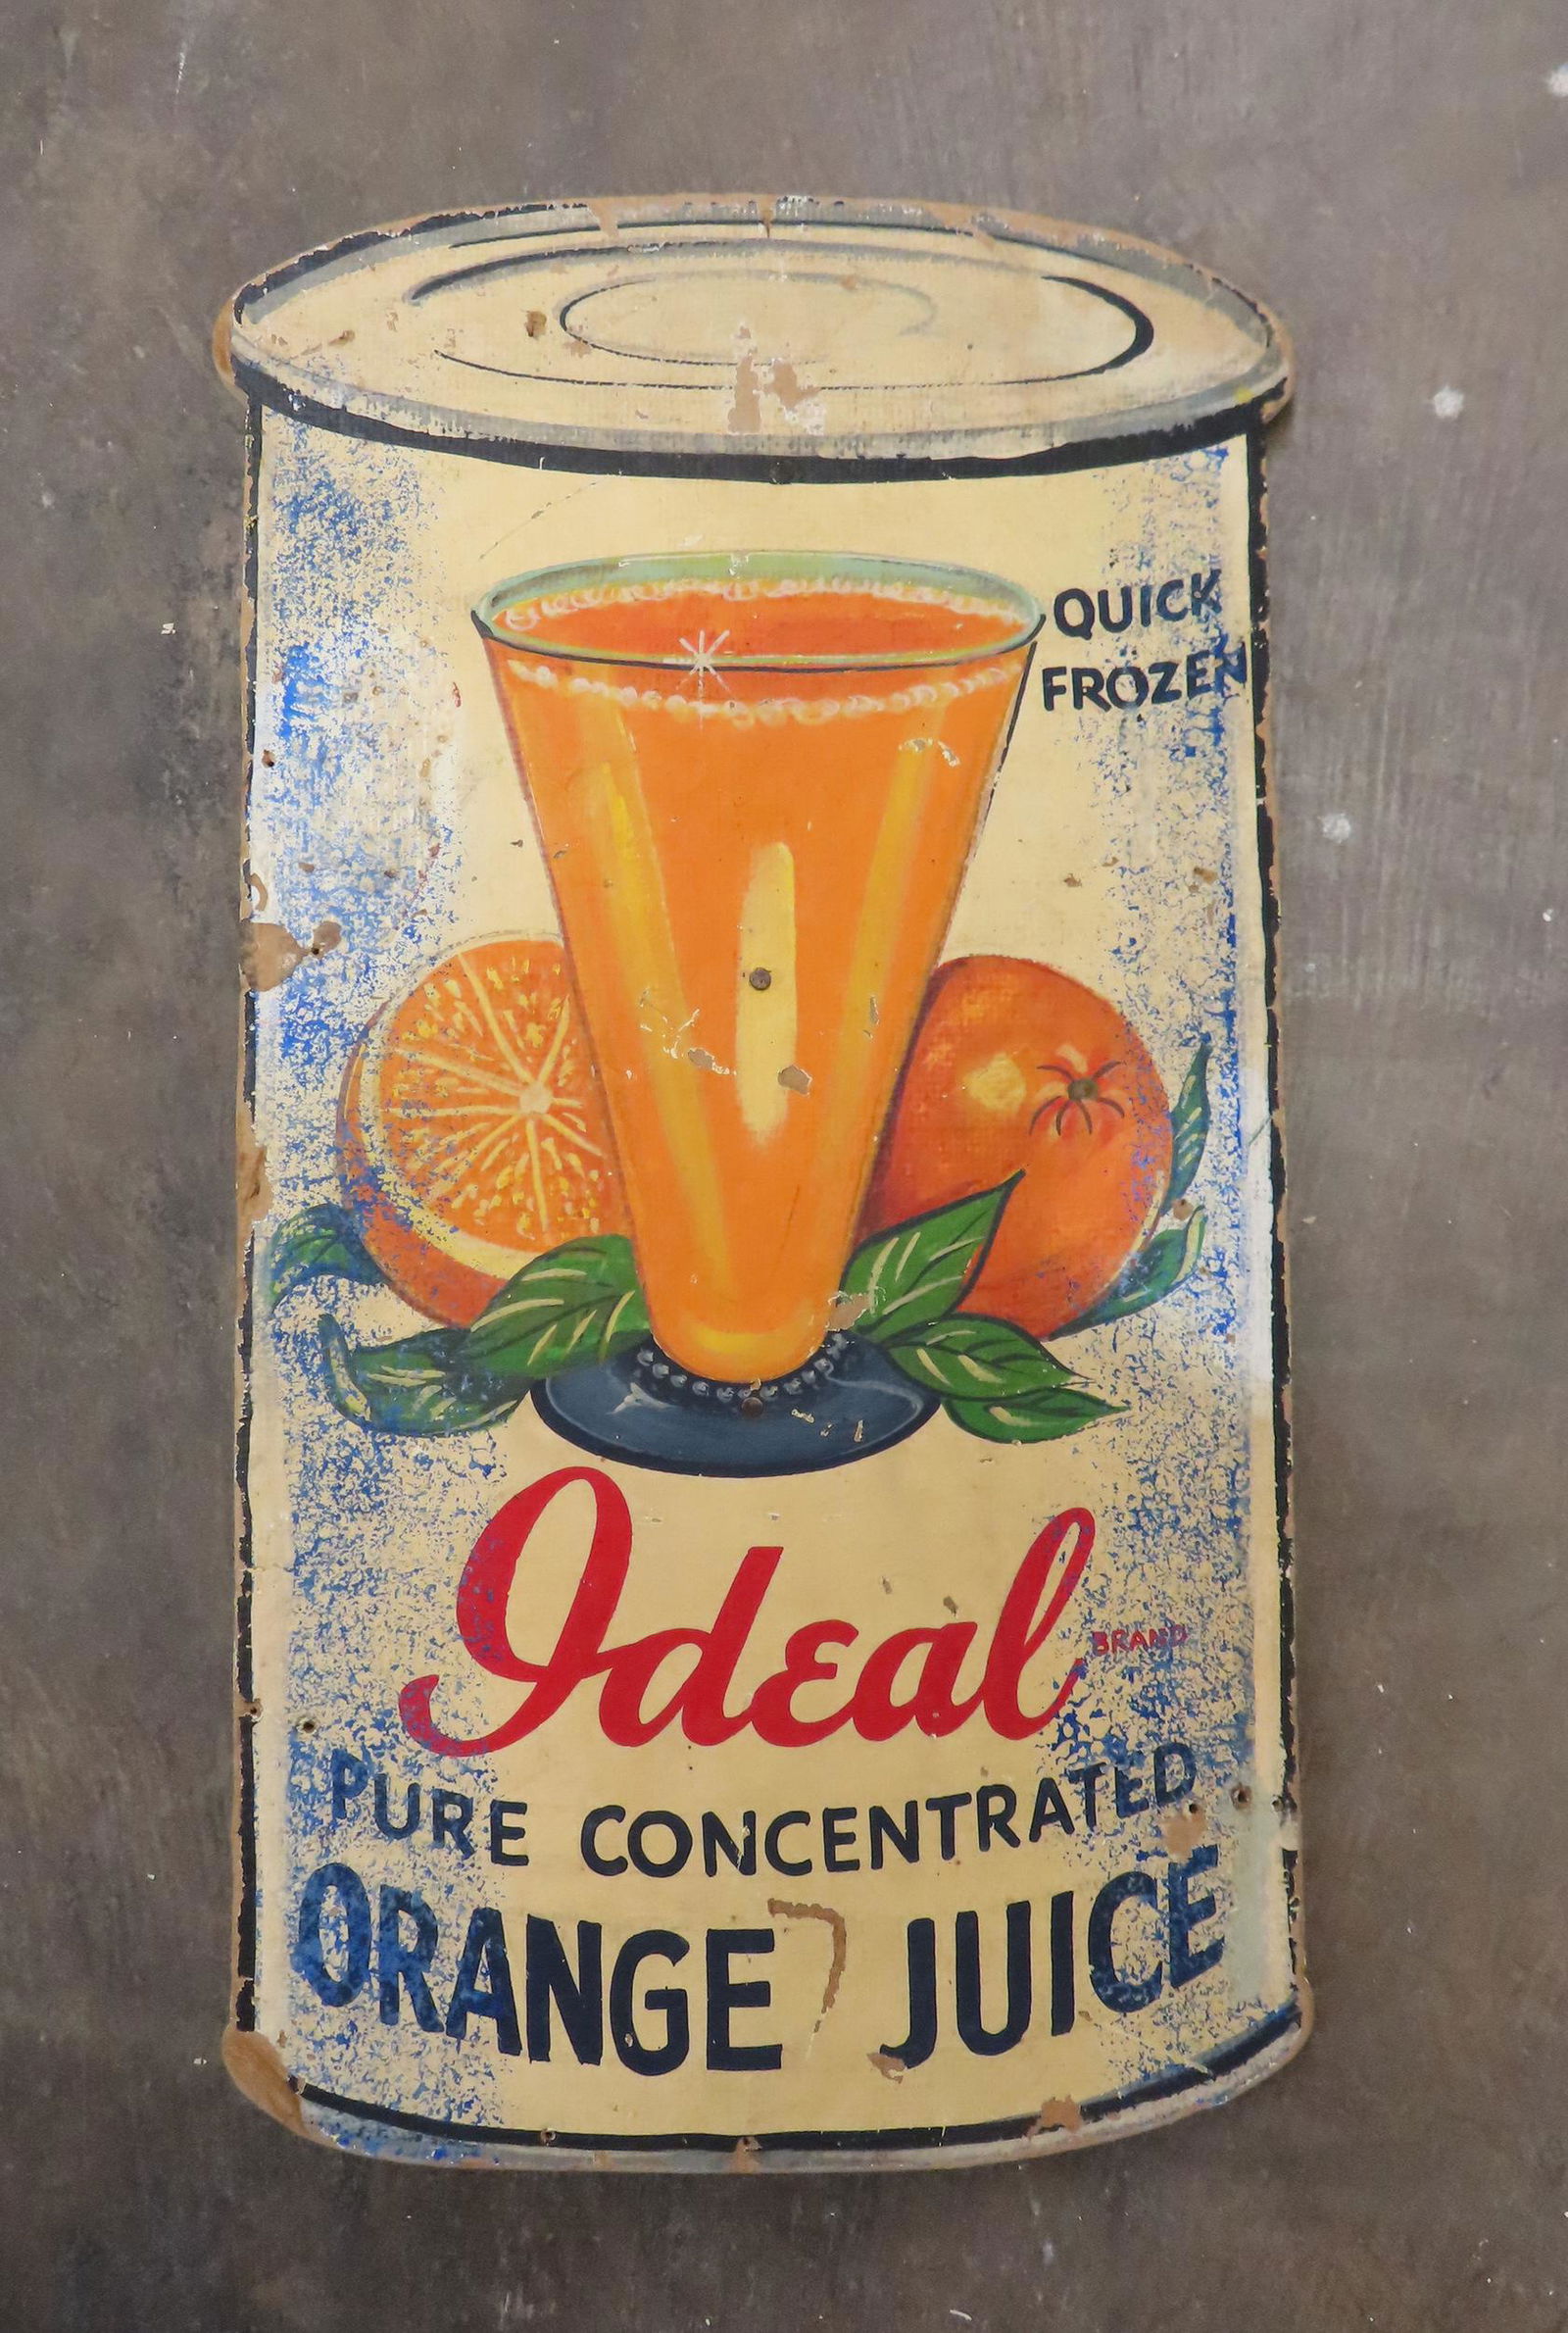 QUICK
FROZEN
Ideal BRAND
PURE CONCENTRATED
ORANGE JUICE